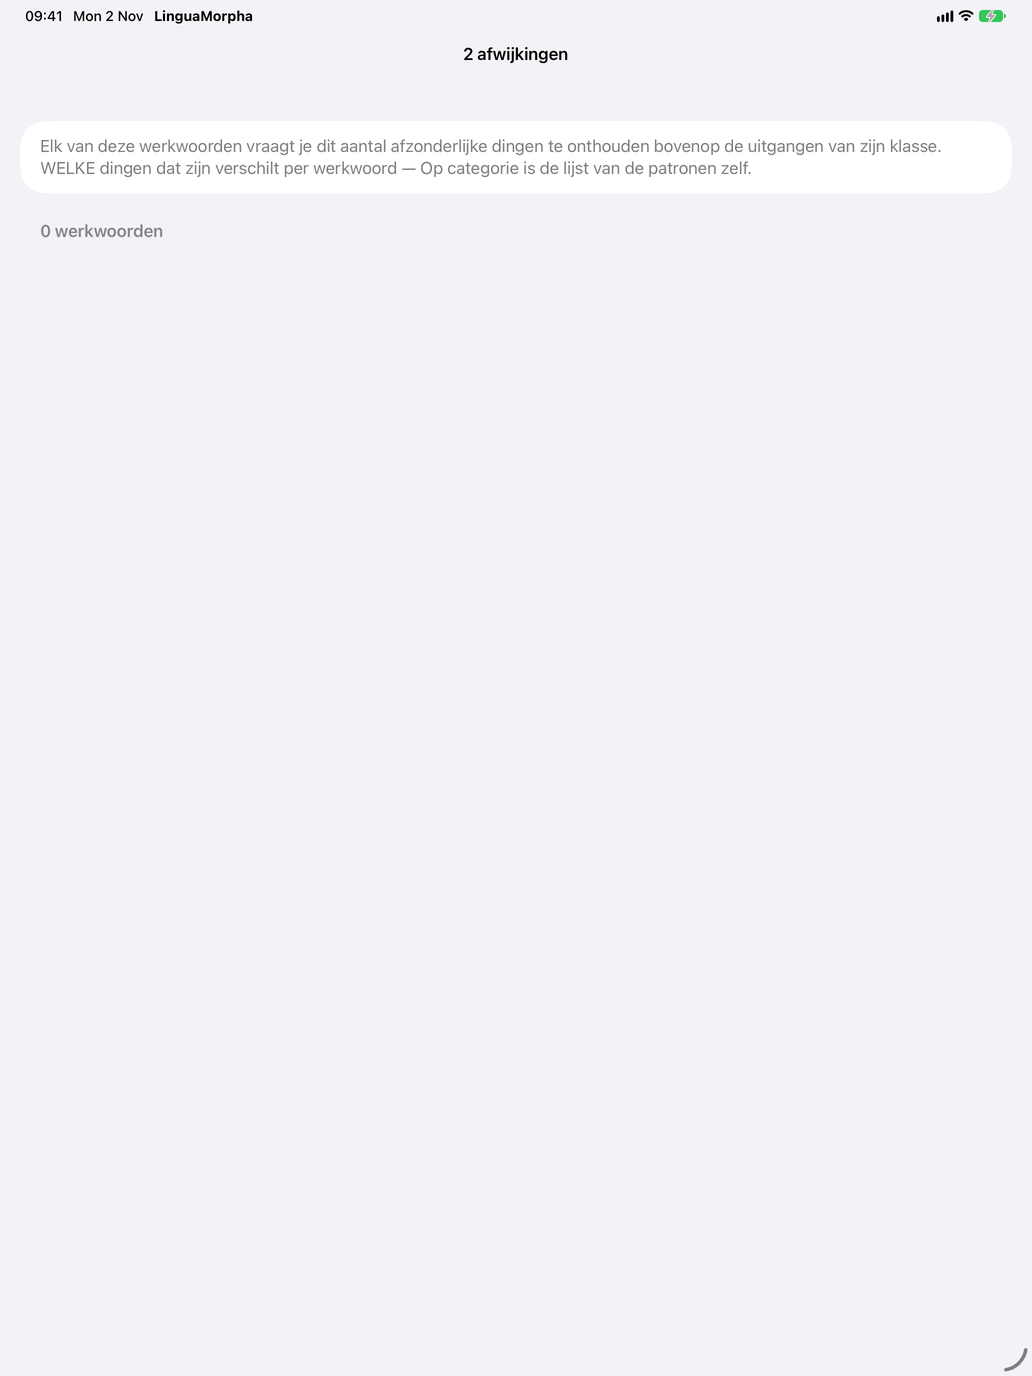 09:41 Mon 2 Nov LinguaMorpha
2 afwijkingen
Elk van deze werkwoorden vraagt je dit aantal afzonderlijke dingen te onthouden bovenop de uitgangen van zijn klasse.
WELKE dingen dat zijn verschilt per werkwoord — Op categorie is de lijst van de patronen zelf.
0 werkwoorden